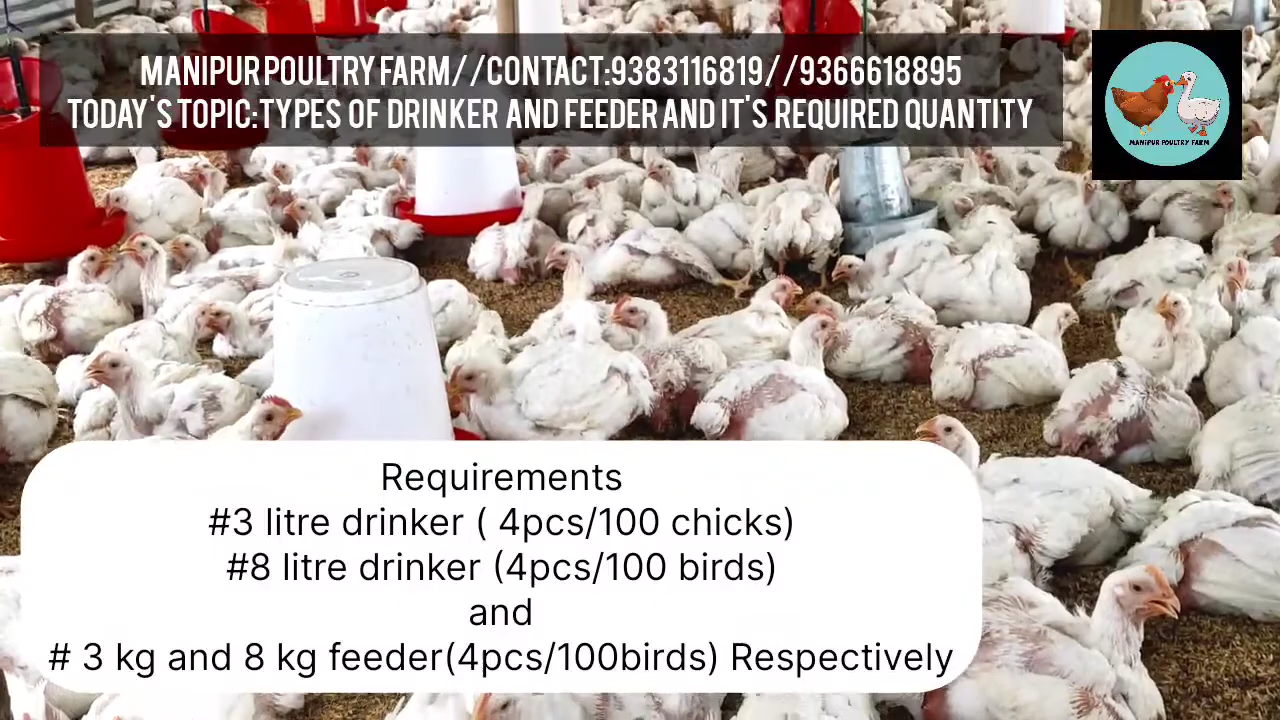 MANIPUR POULTRY FARM//CONTACT:9383116819//9366618895
TODAY'S TOPIC:TYPES OF DRINKER AND FEEDER AND IT'S REQUIRED QUANTITY
MANIPUR POULTRY FARM
Requirements
#3 litre drinker ( 4pcs/100 chicks)
#8 litre drinker (4pcs/100 birds)
and
# 3 kg and 8 kg feeder(4pcs/100birds) Respectively